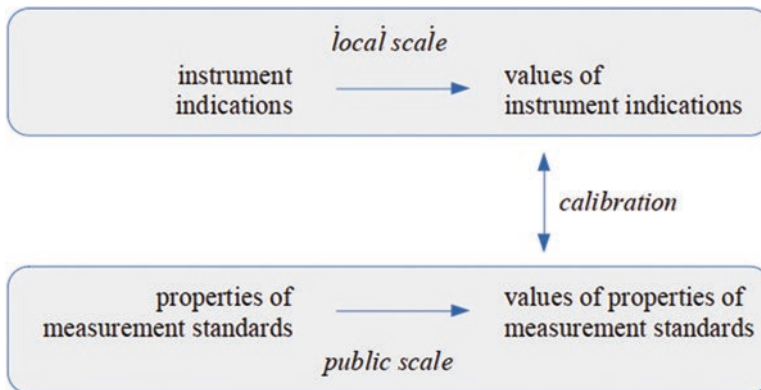 local scale
instrument
indications
values of
instrument indications
calibration
properties of
measurement standards
values of properties of
measurement standards
public scale